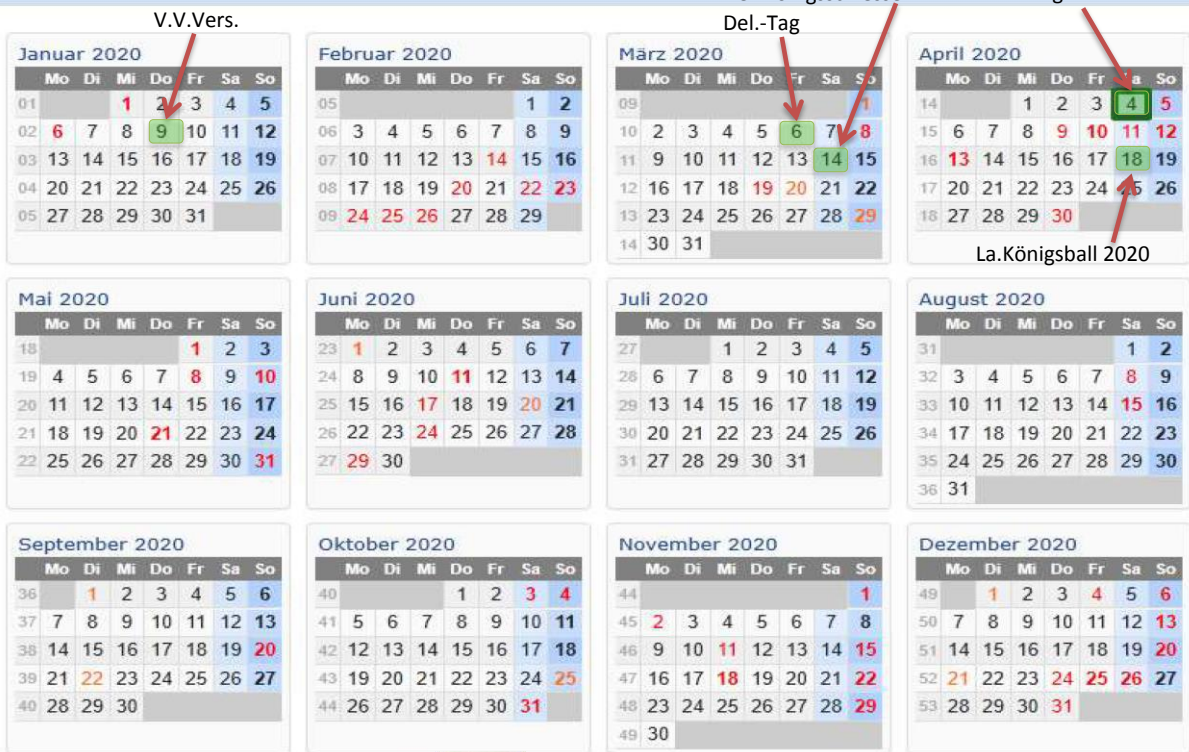 V.V.Vers.
Del.-Tag
Januar 2020
Mo Di Mi Do Fr Sa So
01 1 2 3 4 5
02 6 7 8 9 10 11 12
03 13 14 15 16 17 18 19
04 20 21 22 23 24 25 26
05 27 28 29 30 31
Februar 2020
Mo Di Mi Do Fr Sa So
05 1 2
06 3 4 5 6 7 8 9
07 10 11 12 13 14 15 16
08 17 18 19 20 21 22 23
09 24 25 26 27 28 29
März 2020
Mo Di Mi Do Fr Sa So
09 1
10 2 3 4 5 6 7 8
11 9 10 11 12 13 14 15
12 16 17 18 19 20 21 22
13 23 24 25 26 27 28 29
14 30 31
April 2020
Mo Di Mi Do Fr Sa So
14 1 2 3 4 5
15 6 7 8 9 10 11 12
16 13 14 15 16 17 18 19
17 20 21 22 23 24 25 26
18 27 28 29 30
La.Königsball 2020
Mai 2020
Mo Di Mi Do Fr Sa So
18 1 2 3
19 4 5 6 7 8 9 10
20 11 12 13 14 15 16 17
21 18 19 20 21 22 23 24
22 25 26 27 28 29 30 31
Juni 2020
Mo Di Mi Do Fr Sa So
23 1 2 3 4 5 6 7
24 8 9 10 11 12 13 14
25 15 16 17 18 19 20 21
26 22 23 24 25 26 27 28
27 29 30
Juli 2020
Mo Di Mi Do Fr Sa So
27 1 2 3 4 5
28 6 7 8 9 10 11 12
29 13 14 15 16 17 18 19
30 20 21 22 23 24 25 26
31 27 28 29 30 31
August 2020
Mo Di Mi Do Fr Sa So
31 1 2
32 3 4 5 6 7 8 9
33 10 11 12 13 14 15 16
34 17 18 19 20 21 22 23
35 24 25 26 27 28 29 30
36 31
September 2020
Mo Di Mi Do Fr Sa So
36 1 2 3 4 5 6
37 7 8 9 10 11 12 13
38 14 15 16 17 18 19 20
39 21 22 23 24 25 26 27
40 28 29 30
Oktober 2020
Mo Di Mi Do Fr Sa So
40 1 2 3 4
41 5 6 7 8 9 10 11
42 12 13 14 15 16 17 18
43 19 20 21 22 23 24 25
44 26 27 28 29 30 31
November 2020
Mo Di Mi Do Fr Sa So
44 1
45 2 3 4 5 6 7 8
46 9 10 11 12 13 14 15
47 16 17 18 19 20 21 22
48 23 24 25 26 27 28 29
49 30
Dezember 2020
Mo Di Mi Do Fr Sa So
49 1 2 3 4 5 6
50 7 8 9 10 11 12 13
51 14 15 16 17 18 19 20
52 21 22 23 24 25 26 27
53 28 29 30 31